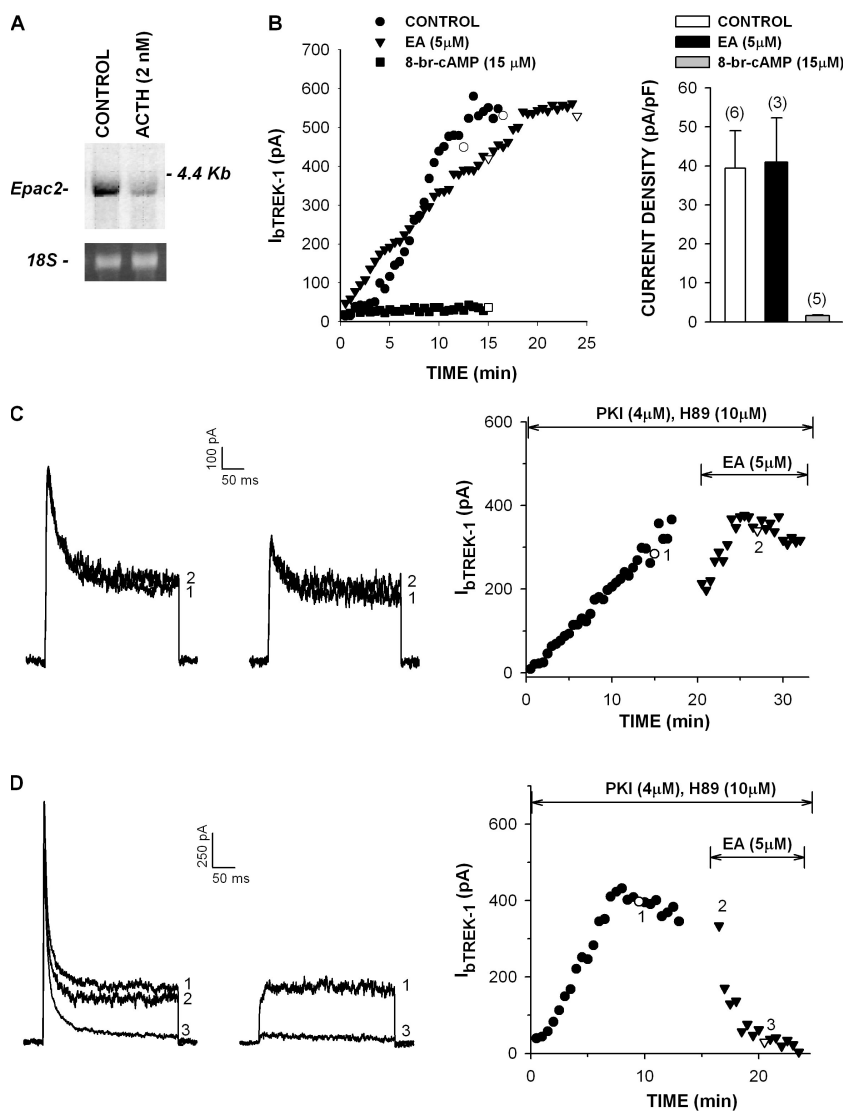 A
CONTROL
ACTH (2 nM)
- 4.4 Kb
Epac2-
18S -
B
● CONTROL
▼ EA (5μM)
■ 8-br-cAMP (15 μM)
700
600
500
400
300
200
100
0
IbTREK-1 (pA)
0 5 10 15 20 25
TIME (min)
CONTROL
EA (5μM)
8-br-cAMP (15μM)
60
50
40
30
20
10
0
CURRENT DENSITY (pA/pF)
(6)
(3)
(5)
C
100 pA
50 ms
2
1
2
1
PKI (4μM), H89 (10μM)
EA (5μM)
600
400
200
0
IbTREK-1 (pA)
1
2
0 10 20 30
TIME (min)
D
250 pA
50 ms
1
2
3
1
3
PKI (4μM), H89 (10μM)
EA (5μM)
600
400
200
0
IbTREK-1 (pA)
1
2
3
0 10 20
TIME (min)